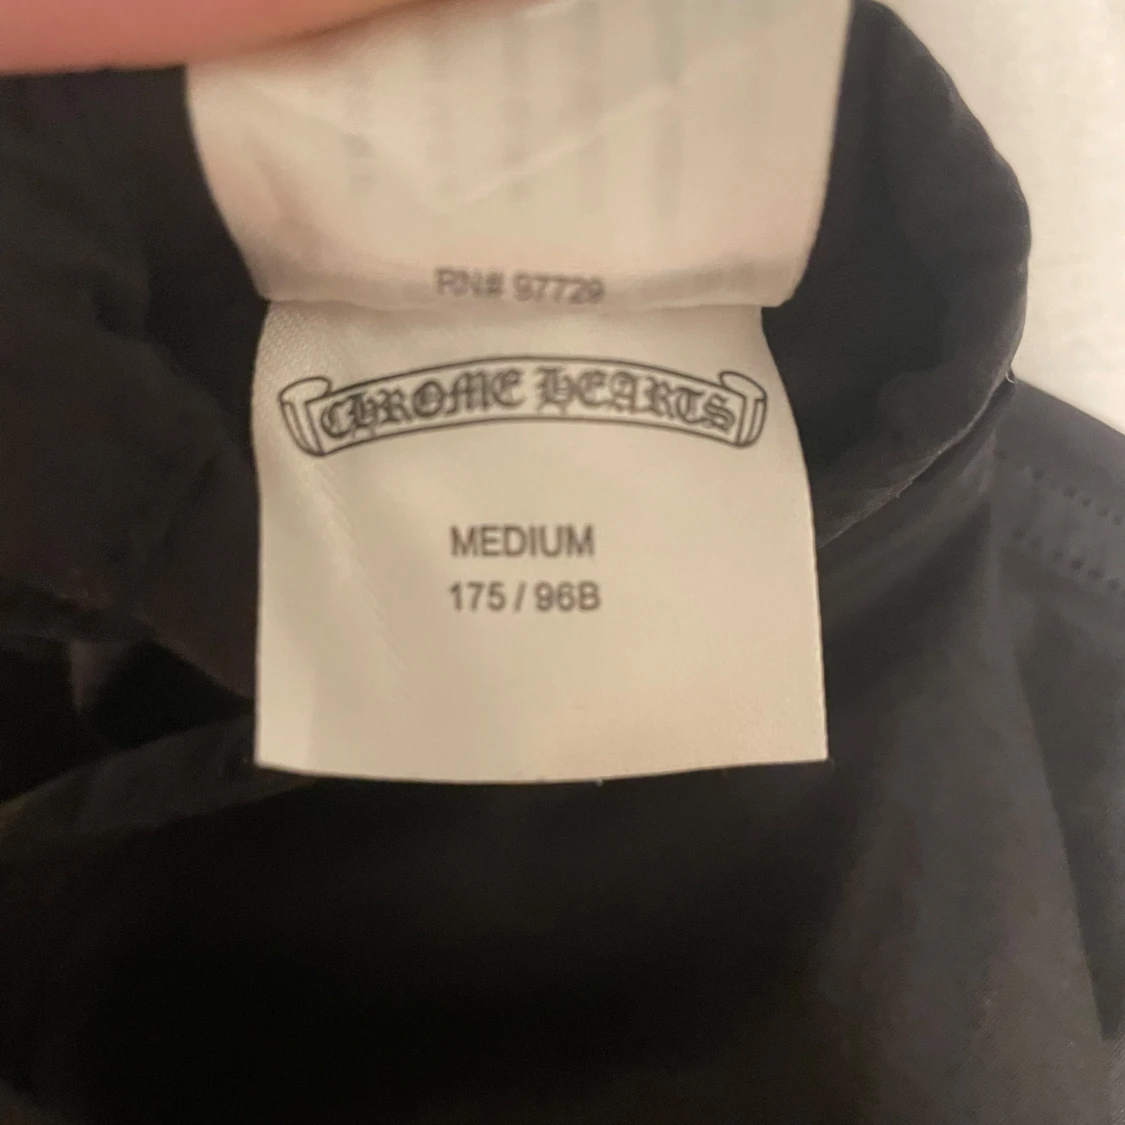 RN# 97729
CHROME HEARTS
MEDIUM
175 / 96B